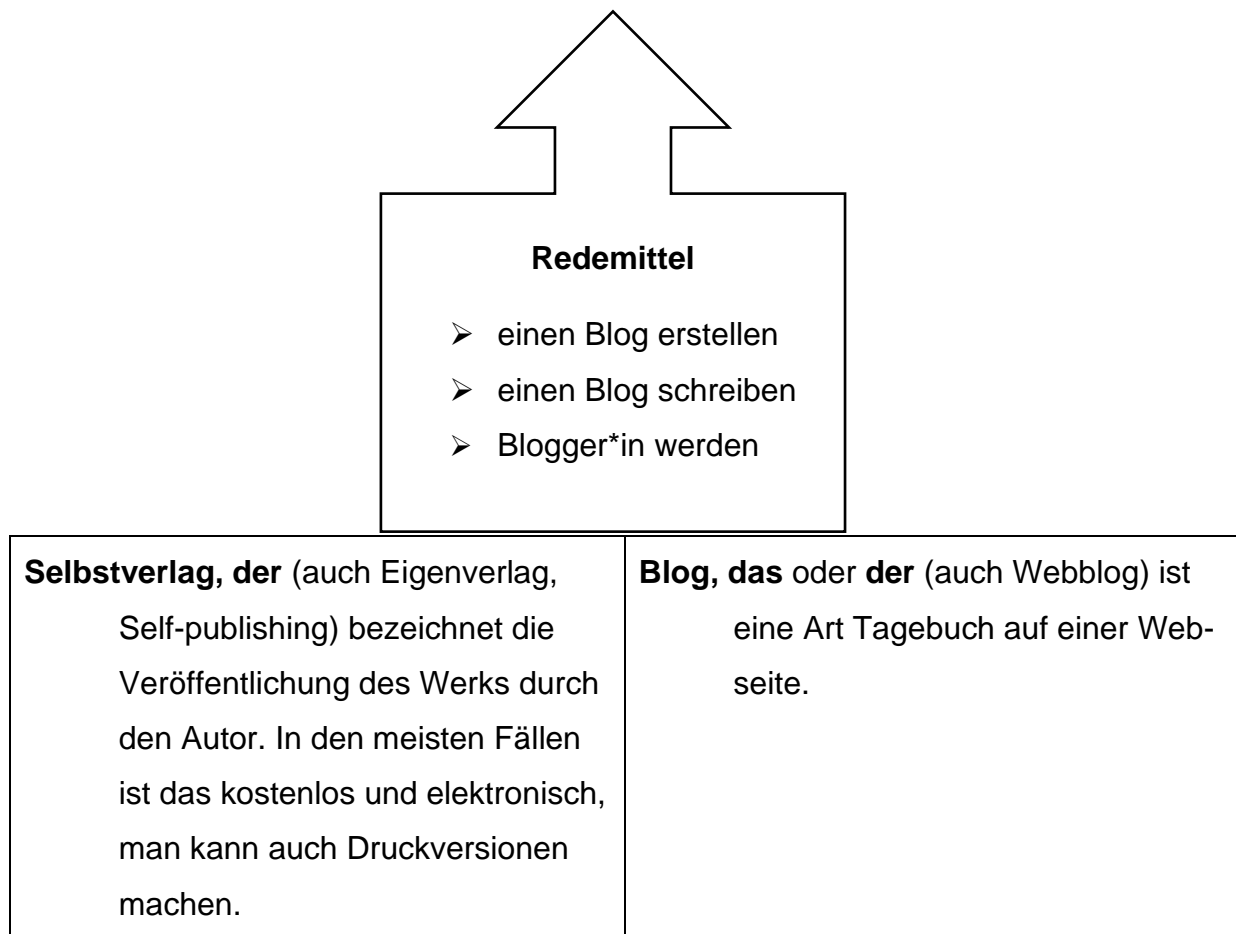 Redemittel
➢ einen Blog erstellen
➢ einen Blog schreiben
➢ Blogger*in werden
Selbstverlag, der (auch Eigenverlag,
Self-publishing) bezeichnet die
Veröffentlichung des Werks durch
den Autor. In den meisten Fällen
ist das kostenlos und elektronisch,
man kann auch Druckversionen
machen.
Blog, das oder der (auch Webblog) ist
eine Art Tagebuch auf einer Web-
seite.